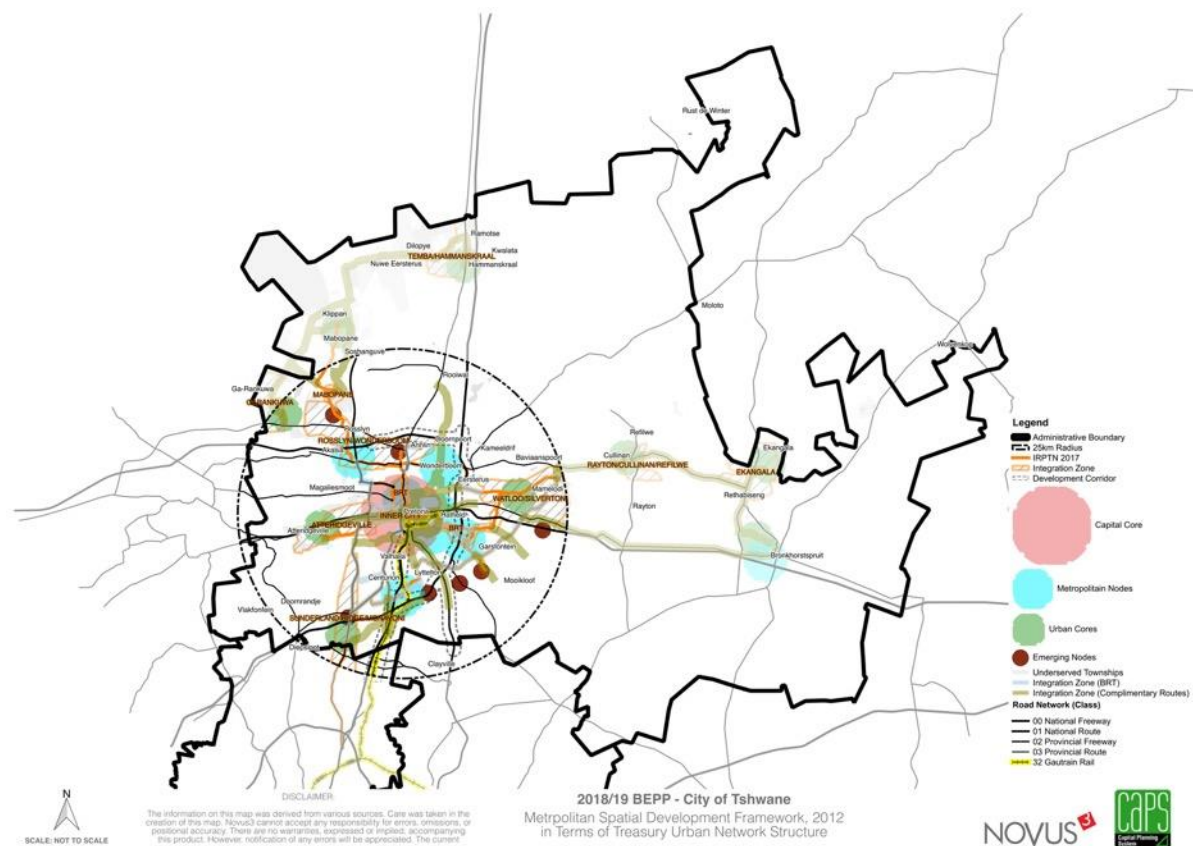 Rust de Winter
Ramotse
Dilopye
Kwalata
TEMBA/HAMMANSKRAAL
Nuwe Eersterus
Hammanskraal
Moloto
Klippan
Mabopane
Soshanguve
Rooiwal
Ga-Rankuwa
MABOPANE
Refilwe
Akasia
Doornpoort
Kameeldrif
Wonderboom
Baviaanspoort
Cullinan
RAYTON/CULLINAN/REFILWE
Ekangala
EKANGALA
Eersterus
Mamelodi
Magaliesmoot
BRT
WATLOO/SILVERTON
Rethabiseng
Rayton
INNER CITY
ATTERIDGEVILLE
Atteridgeville
BRT
Garsfontein
Bronkhorstspruit
Valhalla
Centurion
Lyttelton
Mooikloof
Doornrandje
Vlakfontein
Diepsloot
Clayville
Legend
Administrative Boundary
25km Radius
IRPTN 2017
Integration Zone
Development Corridor
Capital Core
Metropolitain Nodes
Urban Cores
Emerging Nodes
Underserved Townships
Integration Zone (BRT)
Integration Zone (Complimentary Routes)
Road Network (Class)
00 National Freeway
01 National Route
02 Provincial Freeway
03 Provincial Route
32 Gautrain Rail
N
SCALE: NOT TO SCALE
DISCLAIMER
The information on this map was derived from various sources. Care was taken in the
creation of this map. Novus3 cannot accept any responsibility for errors, omissions, or
positional accuracy. There are no warranties, expressed or implied, accompanying
this product. However, notification of any errors will be appreciated. The current
2018/19 BEPP - City of Tshwane
Metropolitan Spatial Development Framework, 2012
in Terms of Treasury Urban Network Structure
NOVUS3
CAPS
Capital Planning
System